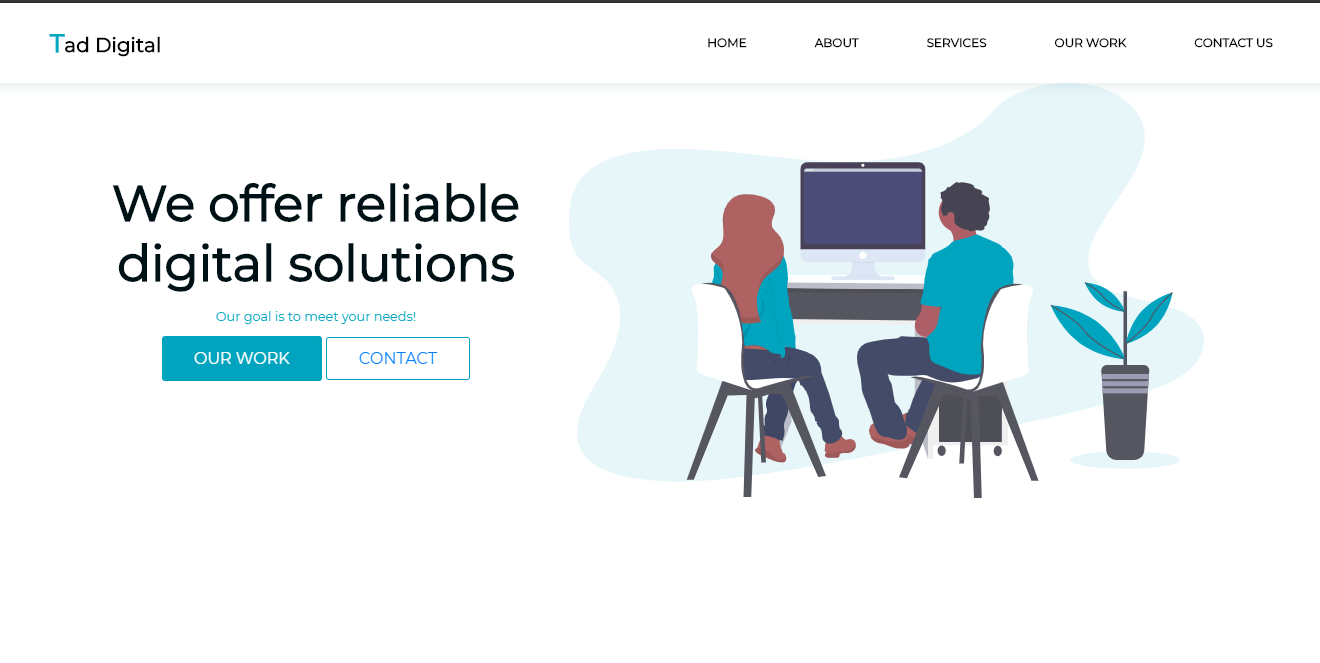 Tad Digital
HOME
ABOUT
SERVICES
OUR WORK
CONTACT US
We offer reliable
digital solutions
Our goal is to meet your needs!
OUR WORK
CONTACT